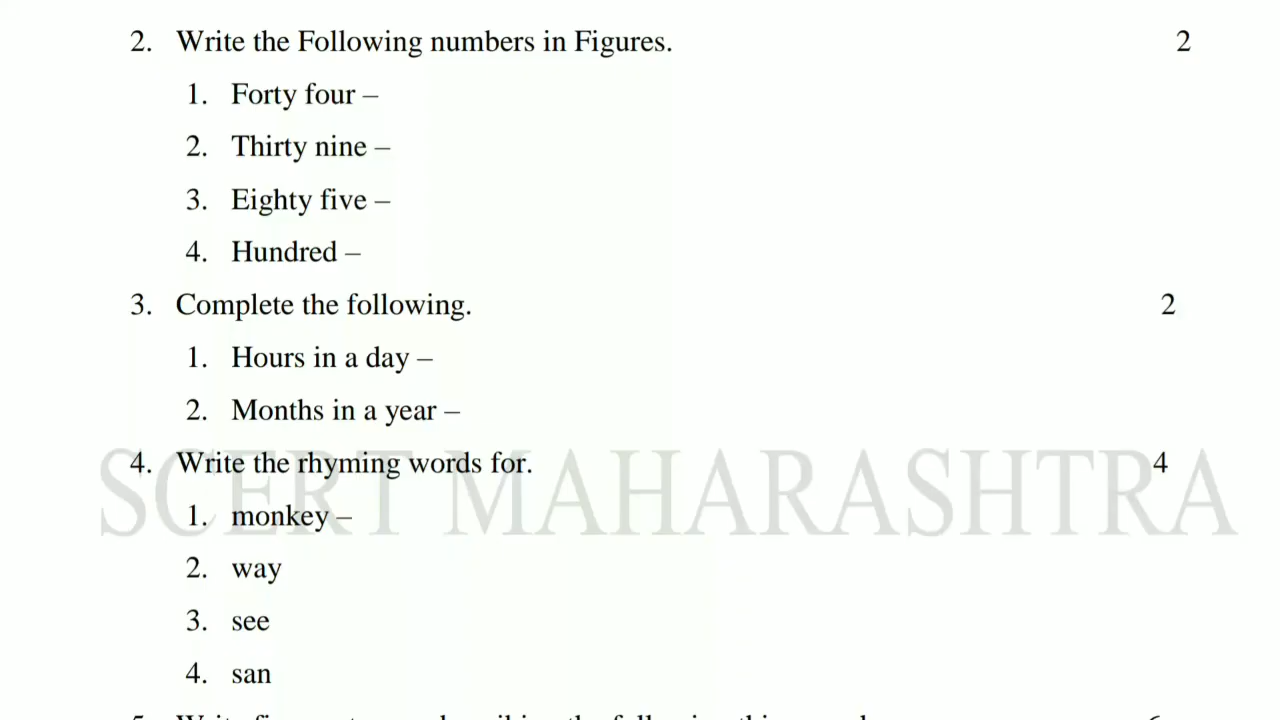 2. Write the Following numbers in Figures. 2
1. Forty four –
2. Thirty nine –
3. Eighty five –
4. Hundred –
3. Complete the following. 2
1. Hours in a day –
2. Months in a year –
4. Write the rhyming words for. 4
SCERT MAHARASHTRA
1. monkey –
2. way
3. see
4. san